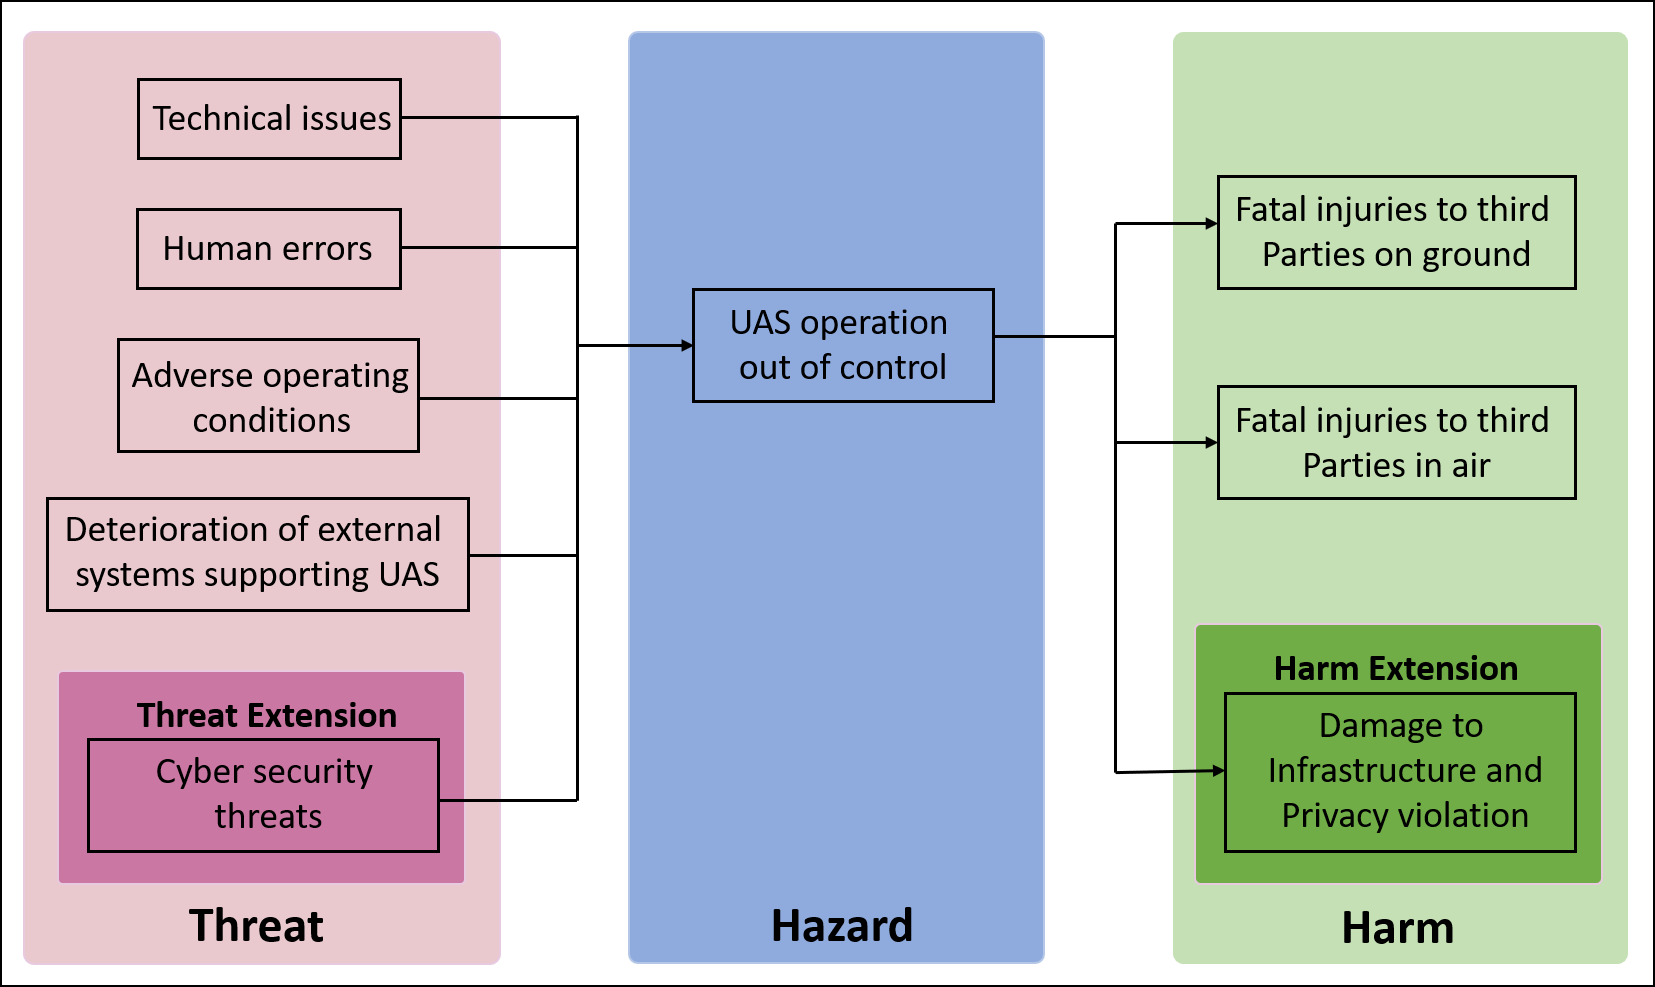 Technical issues
Human errors
Adverse operating
conditions
Deterioration of external
systems supporting UAS
Threat Extension
Cyber security
threats
Threat
UAS operation
out of control
Hazard
Fatal injuries to third
Parties on ground
Fatal injuries to third
Parties in air
Harm Extension
Damage to
Infrastructure and
Privacy violation
Harm